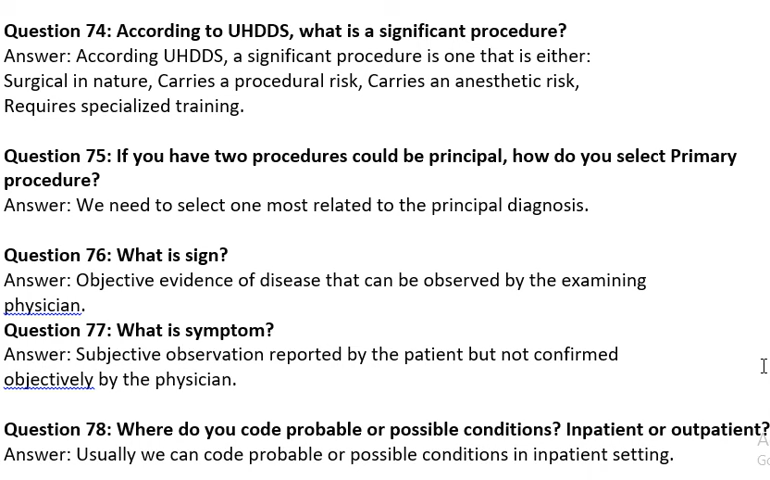 Question 74: According to UHDDS, what is a significant procedure?
Answer: According UHDDS, a significant procedure is one that is either:
Surgical in nature, Carries a procedural risk, Carries an anesthetic risk,
Requires specialized training.
Question 75: If you have two procedures could be principal, how do you select Primary
procedure?
Answer: We need to select one most related to the principal diagnosis.
Question 76: What is sign?
Answer: Objective evidence of disease that can be observed by the examining
physician.
Question 77: What is symptom?
Answer: Subjective observation reported by the patient but not confirmed
objectively by the physician.
Question 78: Where do you code probable or possible conditions? Inpatient or outpatient?
Answer: Usually we can code probable or possible conditions in inpatient setting.